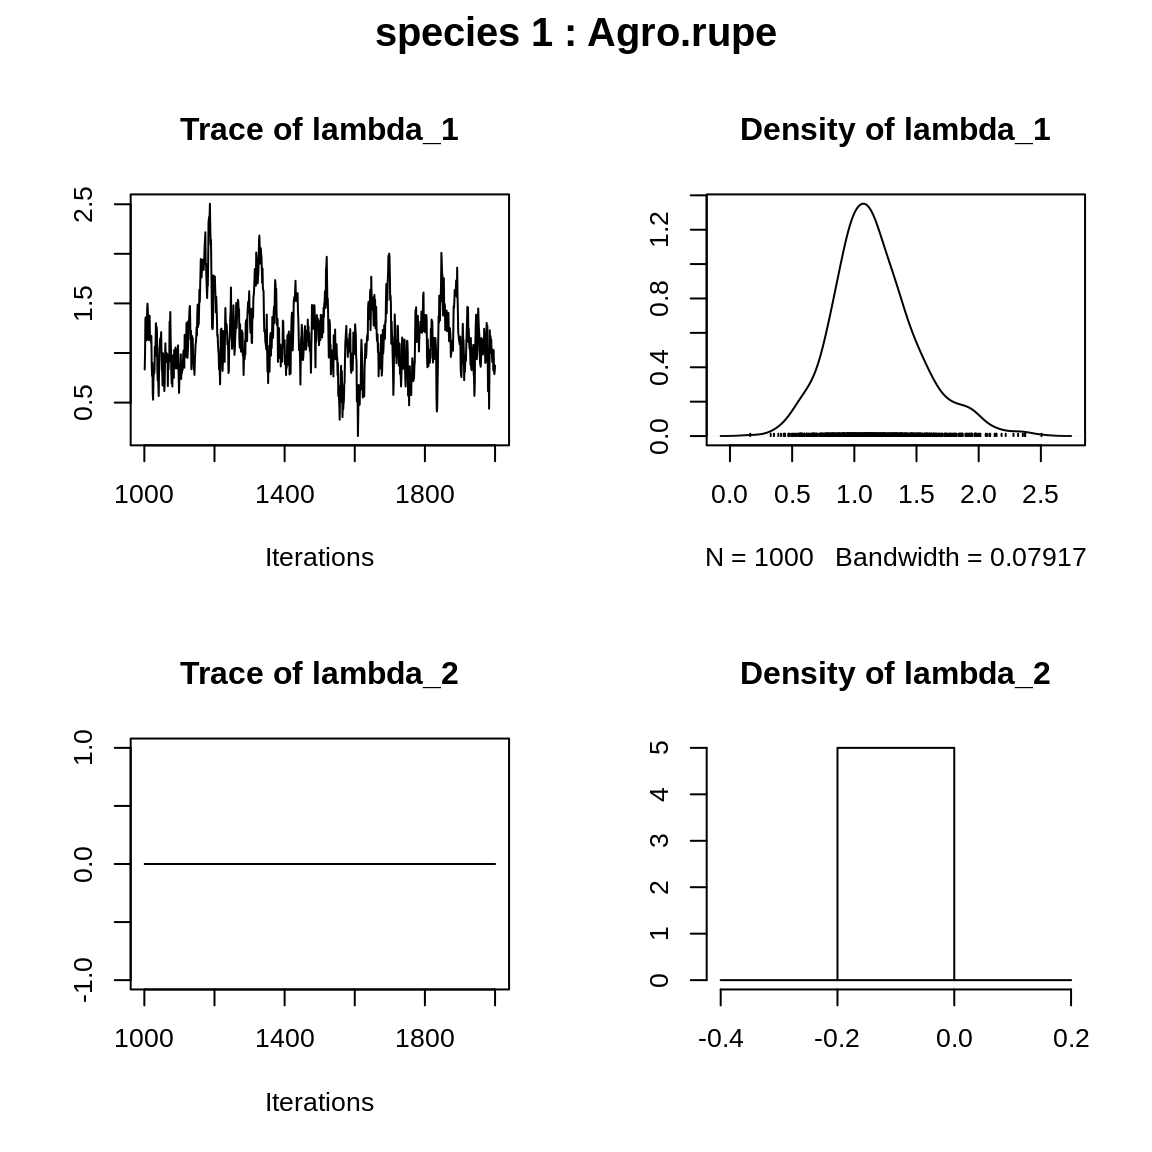 species 1 : Agro.rupe
Trace of lambda_1
2.5
1.5
0.5
1000 1400 1800
Iterations
Density of lambda_1
1.2
0.8
0.4
0.0
0.0 0.5 1.0 1.5 2.0 2.5
N = 1000 Bandwidth = 0.07917
Trace of lambda_2
1.0
0.0
-1.0
1000 1400 1800
Iterations
Density of lambda_2
5
4
3
2
1
0
-0.4 -0.2 0.0 0.2